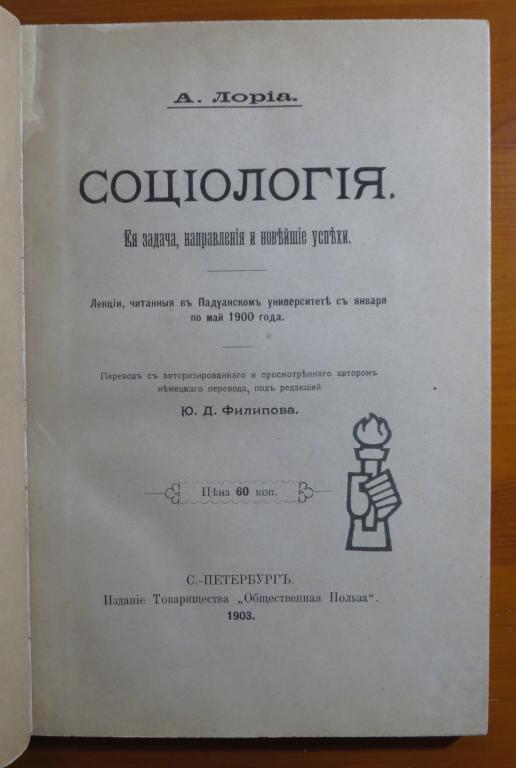 А. Лоріа.
СОЦІОЛОГІЯ.
Ея задача, направленія и новѣйшіе успѣхи.
Лекціи, читанныя въ Падуанскомъ университетѣ съ января
по май 1900 года.
Переводъ съ авторизированнаго и просмотрѣннаго авторомъ
нѣмецкаго перевода, подъ редакціей
Ю. Д. Филипова.
Цѣна 60 коп.
С.-ПЕТЕРБУРГЪ.
Изданіе Товарищества „Общественная Польза“.
1903.